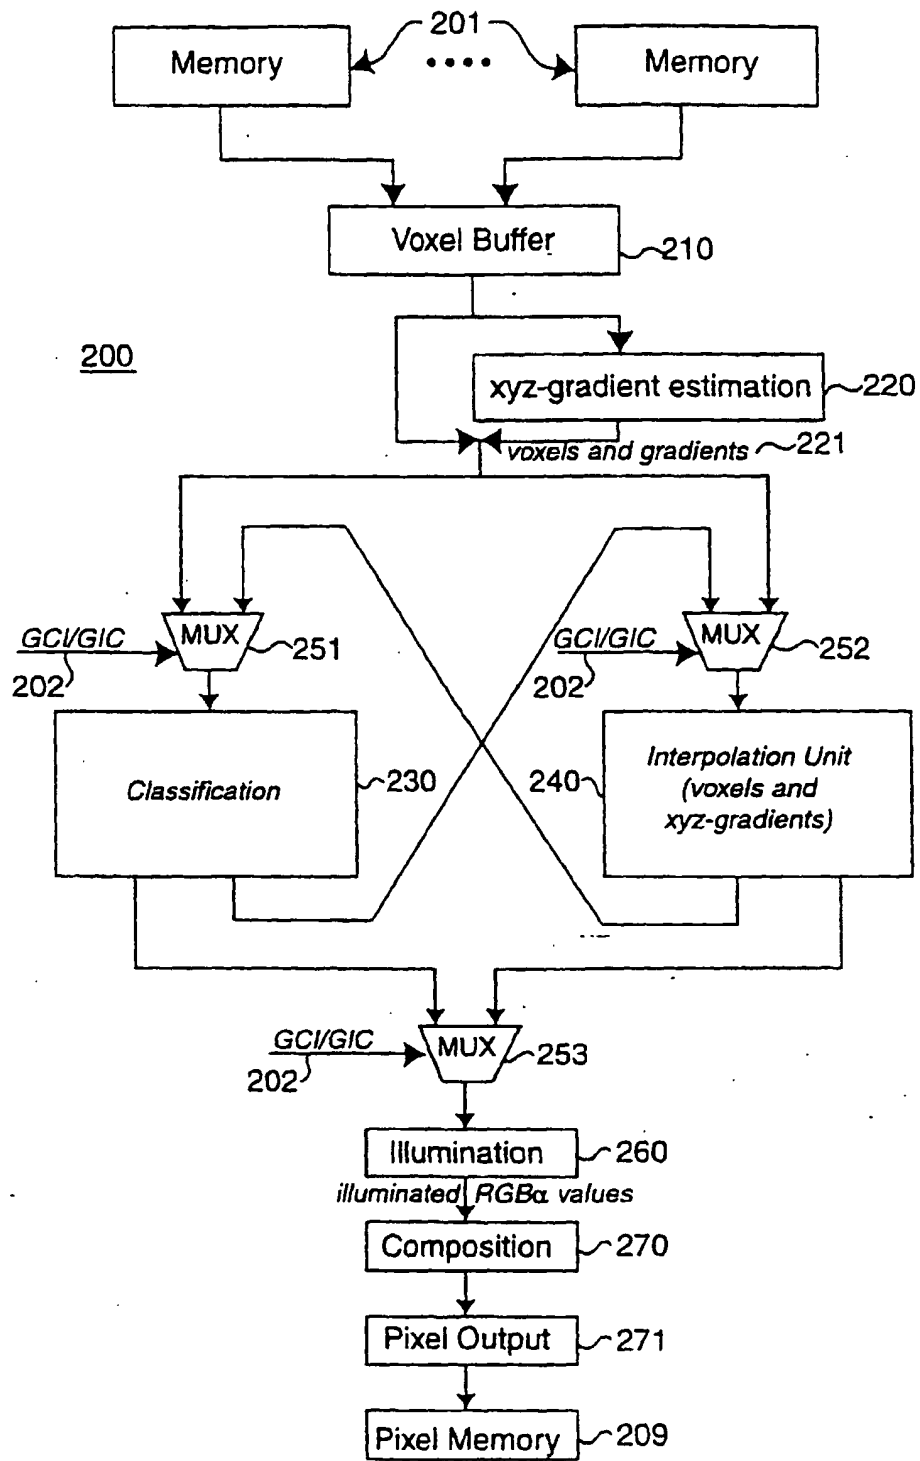 201
Memory
Memory
Voxel Buffer
210
200
xyz-gradient estimation
220
voxels and gradients
221
MUX
MUX
GCI/GIC
251
GCI/GIC
252
202
202
Classification
230
240
Interpolation Unit
(voxels and
xyz-gradients)
GCI/GIC
MUX
253
202
Illumination
260
illuminated RGBα values
Composition
270
Pixel Output
271
Pixel Memory
209